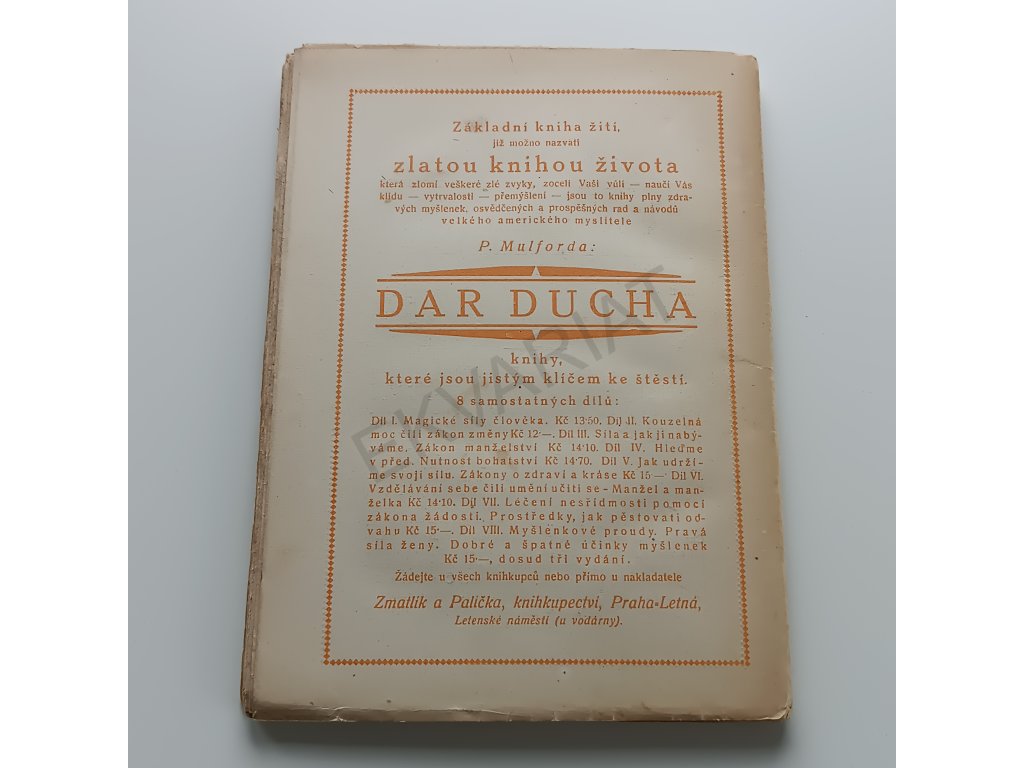 Základní kniha žití,
již možno nazvati
zlatou knihou života
která zlomí veškeré zlé zvyky, zocelí Vaši vůli — naučí Vás
klidu — vytrvalosti — přemýšlení — jsou to knihy plny zdra-
vých myšlenek, osvědčených a prospěšných rad a návodů
velkého amerického myslitele
P. Mulforda:
DAR DUCHA
knihy,
které jsou jistým klíčem ke štěstí.
8 samostatných dílů:
Díl I. Magické síly člověka. Kč 13·50. Díl II. Kouzelná
moc čili zákon změny Kč 12·—. Díl III. Síla a jak jí nabý-
váme. Zákon manželství Kč 14·10. Díl IV. Hleďme
v před. Nutnost bohatství Kč 14·70. Díl V. Jak udrží-
me svoji sílu. Zákony o zdraví a kráse Kč 15·— Díl VI.
Vzdělávání sebe čili umění učiti se - Manžel a man-
želka Kč 14·10. Díl VII. Léčení nesřídmosti pomocí
zákona žádosti. Prostředky, jak pěstovati od-
vahu Kč 15·—. Díl VIII. Myšlenkové proudy. Pravá
síla ženy. Dobré a špatné účinky myšlenek
Kč 15·—, dosud tři vydání.
Žádejte u všech knihkupců nebo přímo u nakladatele
Zmatlík a Palička, knihkupectví, Praha-Letná,
Letenské náměstí (u vodárny).
EKVARIAT